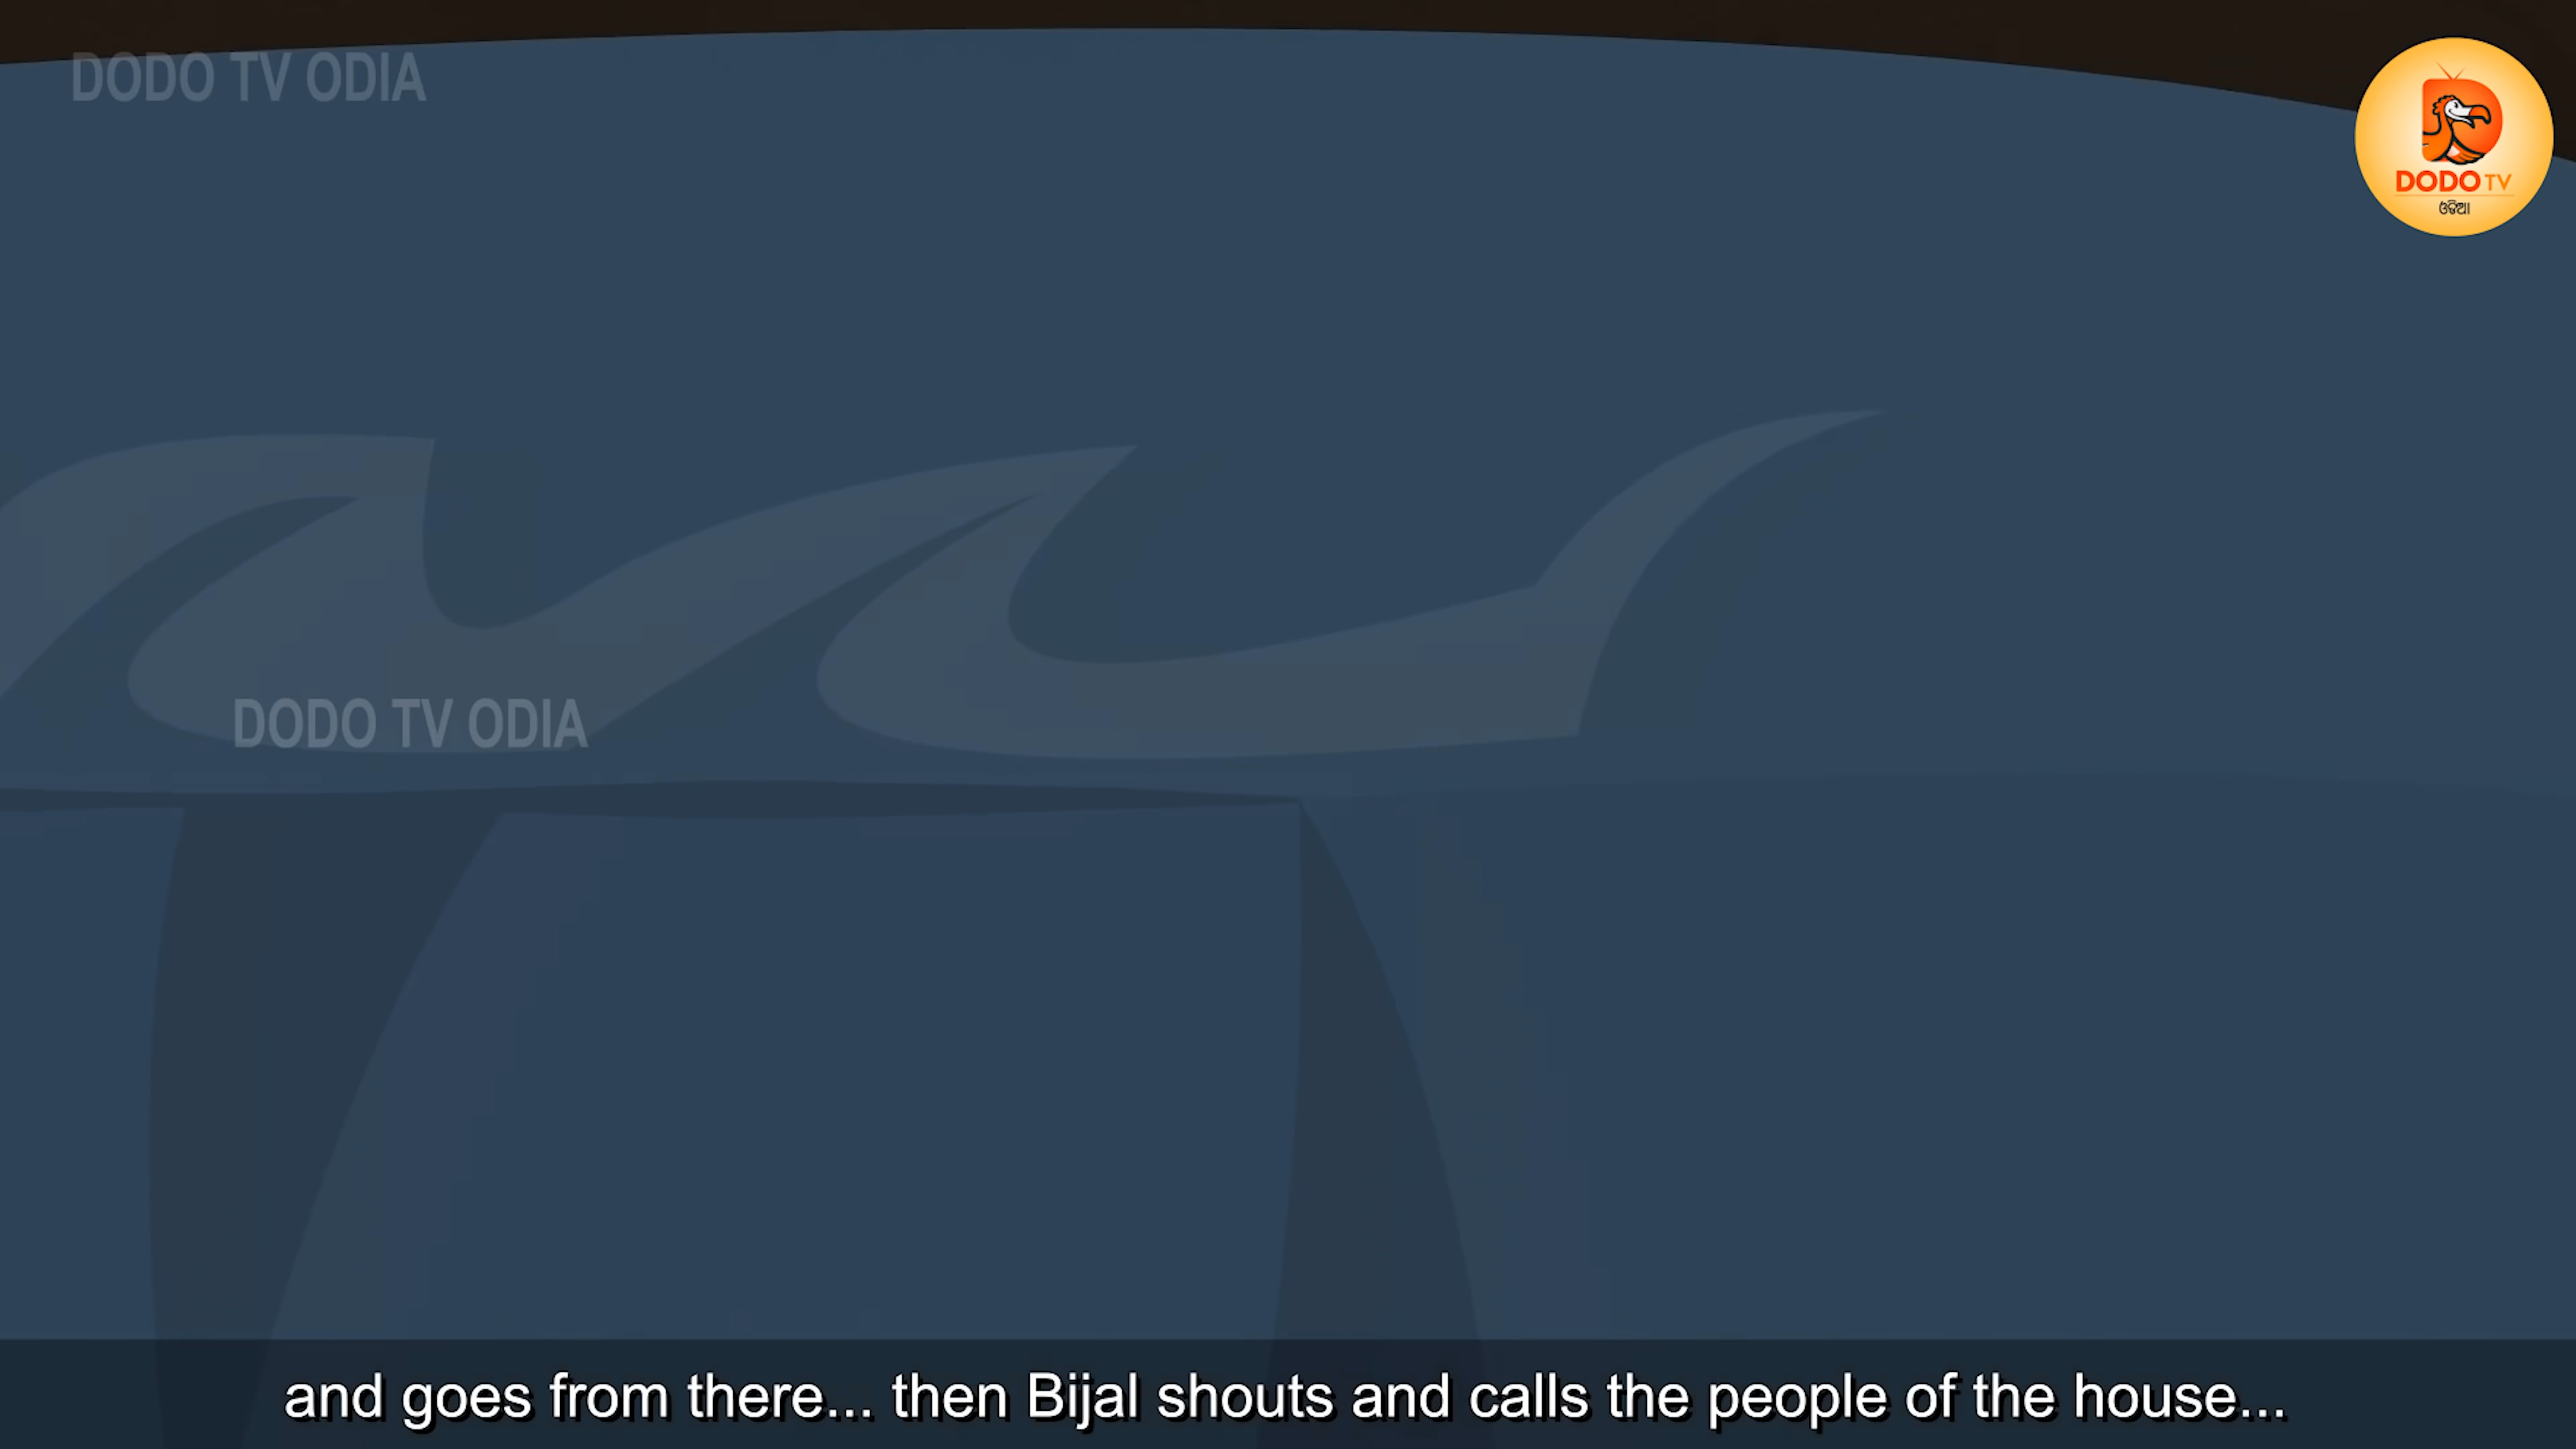 DODO TV ODIA
DODO TV
ଓଡ଼ିଆ
DODO TV ODIA
and goes from there... then Bijal shouts and calls the people of the house...